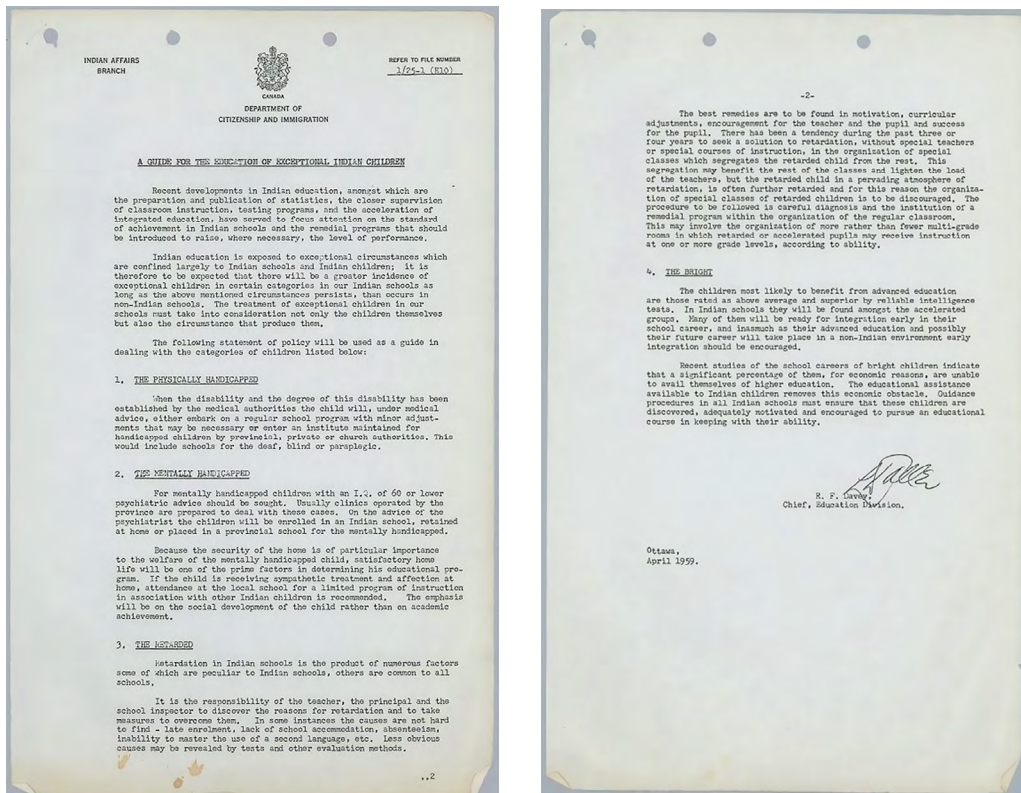 INDIAN AFFAIRS
BRANCH
REFER TO FILE NUMBER
1/25-1 (E10)
CANADA
DEPARTMENT OF
CITIZENSHIP AND IMMIGRATION
A GUIDE FOR THE EDUCATION OF EXCEPTIONAL INDIAN CHILDREN
Recent developments in Indian education, amongst which are
the preparation and publication of statistics, the closer supervision
of classroom instruction, testing programs, and the acceleration of
integrated education, have served to focus attention on the standard
of achievement in Indian schools and the remedial programs that should
be introduced to raise, where necessary, the level of performance.
Indian education is exposed to exceptional circumstances which
are confined largely to Indian schools and Indian children; it is
therefore to be expected that there will be a greater incidence of
exceptional children in certain categories in our Indian schools as
long as the above mentioned circumstances persists, than occurs in
non-Indian schools. The treatment of exceptional children in our
schools must take into consideration not only the children themselves
but also the circumstance that produce them.
The following statement of policy will be used as a guide in
dealing with the categories of children listed below:
1. THE PHYSICALLY HANDICAPPED
When the disability and the degree of this disability has been
established by the medical authorities the child will, under medical
advice, either embark on a regular school program with minor adjust-
ments that may be necessary or enter an institute maintained for
handicapped children by provincial, private or church authorities. This
would include schools for the deaf, blind or paraplegic.
2. THE MENTALLY HANDICAPPED
For mentally handicapped children with an I.Q. of 60 or lower
psychiatric advice should be sought. Usually clinics operated by the
province are prepared to deal with these cases. On the advice of the
psychiatrist the children will be enrolled in an Indian school, retained
at home or placed in a provincial school for the mentally handicapped.
Because the security of the home is of particular importance
to the welfare of the mentally handicapped child, satisfactory home
life will be one of the prime factors in determining his educational pro-
gram. If the child is receiving sympathetic treatment and affection at
home, attendance at the local school for a limited program of instruction
in association with other Indian children is recommended. The emphasis
will be on the social development of the child rather than on academic
achievement.
3. THE RETARDED
Retardation in Indian schools is the product of numerous factors
some of which are peculiar to Indian schools, others are common to all
schools.
It is the responsibility of the teacher, the principal and the
school inspector to discover the reasons for retardation and to take
measures to overcome them. In some instances the causes are not hard
to find - late enrolment, lack of school accommodation, absenteeism,
inability to master the use of a second language, etc. Less obvious
causes may be revealed by tests and other evaluation methods.
..2
-2-
The best remedies are to be found in motivation, curricular
adjustments, encouragement for the teacher and the pupil and success
for the pupil. There has been a tendency during the past three or
four years to seek a solution to retardation, without special teachers
or special courses of instruction, in the organization of special
classes which segregates the retarded child from the rest. This
segregation may benefit the rest of the classes and lighten the load
of the teachers, but the retarded child in a pervading atmosphere of
retardation, is often further retarded and for this reason the organiza-
tion of special classes of retarded children is to be discouraged. The
procedure to be followed is careful diagnosis and the institution of a
remedial program within the organization of the regular classroom.
This may involve the organization of more rather than fewer multi-grade
rooms in which retarded or accelerated pupils may receive instruction
at one or more grade levels, according to ability.
4. THE BRIGHT
The children most likely to benefit from advanced education
are those rated as above average and superior by reliable intelligence
tests. In Indian schools they will be found amongst the accelerated
groups. Many of them will be ready for integration early in their
school career, and inasmuch as their advanced education and possibly
their future career will take place in a non-Indian environment early
integration should be encouraged.
Recent studies of the school careers of bright children indicate
that a significant percentage of them, for economic reasons, are unable
to avail themselves of higher education. The educational assistance
available to Indian children removes this economic obstacle. Guidance
procedures in all Indian schools must ensure that these children are
discovered, adequately motivated and encouraged to pursue an educational
course in keeping with their ability.
R. F. Davey,
Chief, Education Division.
Ottawa,
April 1959.